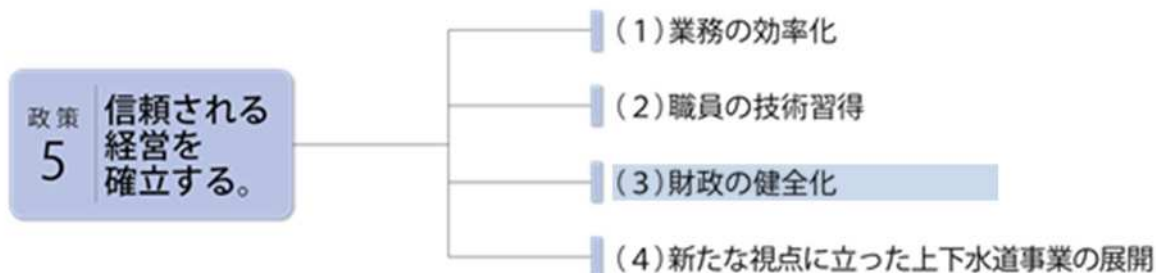 政策
5
信頼される
経営を
確立する。
(1)業務の効率化
(2)職員の技術習得
(3)財政の健全化
(4)新たな視点に立った上下水道事業の展開